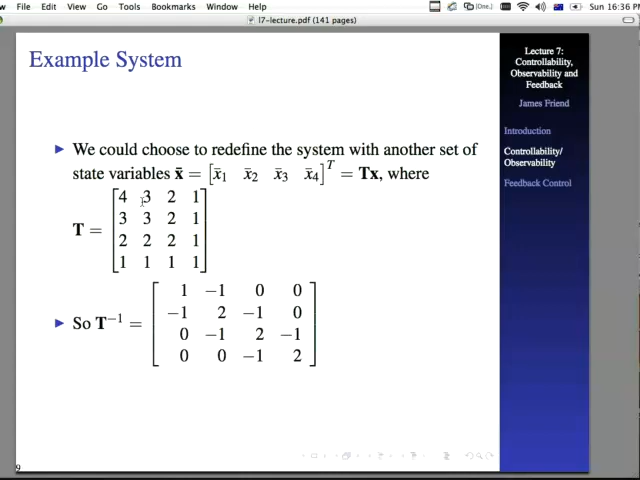 w File Edit View Go Tools Bookmarks Window Help (One.) Sun 16:36 PM
l7-lecture.pdf (141 pages)
Example System
▶ We could choose to redefine the system with another set of
state variables x̄ = [x̄1 x̄2 x̄3 x̄4]^T = Tx, where
T =
4 3 2 1
3 3 2 1
2 2 2 1
1 1 1 1
▶ So T^−1 =
1 −1 0 0
−1 2 −1 0
0 −1 2 −1
0 0 −1 2
Lecture 7:
Controllability,
Observability and
Feedback
James Friend
Introduction
Controllability/
Observability
Feedback Control
9